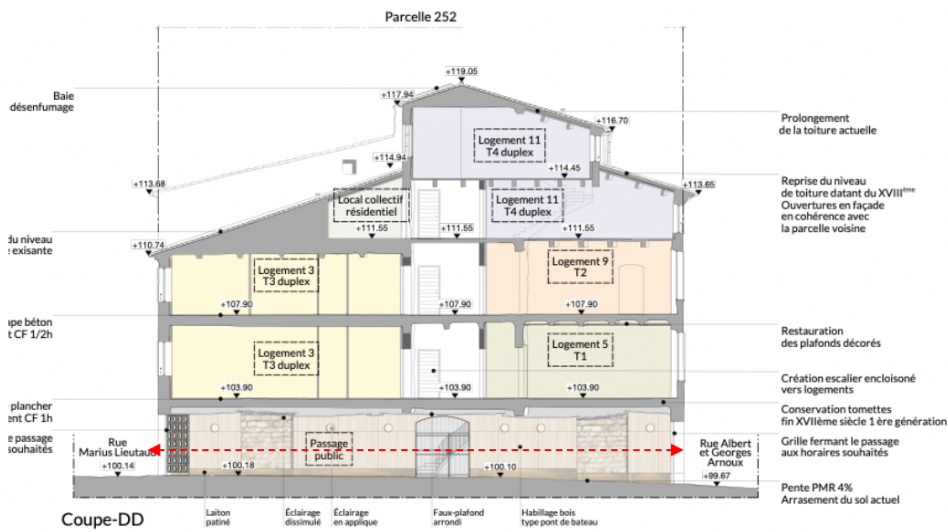 Parcelle 252
+119.05
+117.94
Baie
désenfumage
+116.70
Prolongement
de la toiture actuelle
Logement 11
T4 duplex
+114.94
+114.45
+113.68
+113.65
Reprise du niveau
de toiture datant du XVIIIème
Ouvertures en façade
en cohérence avec
la parcelle voisine
Local collectif
résidentiel
Logement 11
T4 duplex
+111.55
+111.55
+111.55
du niveau
exisante
+110.74
Logement 3
T3 duplex
Logement 9
T2
+107.90
+107.90
+107.90
béton
CF 1/2h
Restauration
des plafonds décorés
Logement 3
T3 duplex
Logement 5
T1
+103.90
+103.90
+103.90
Création escalier encloisoné
vers logements
plancher
CF 1h
Conservation tomettes
fin XVIIème siècle 1 ère génération
passage
souhaités
Grille fermant le passage
aux horaires souhaités
Rue
Marius Lieutaud
Passage
public
Rue Albert
et Georges
Arnoux
+100.14
+100.18
+100.10
+99.67
Pente PMR 4%
Arrasement du sol actuel
Coupe-DD
Laiton
patiné
Éclairage
dissimulé
Éclairage
en applique
Faux-plafond
arrondi
Habillage bois
type pont de bateau